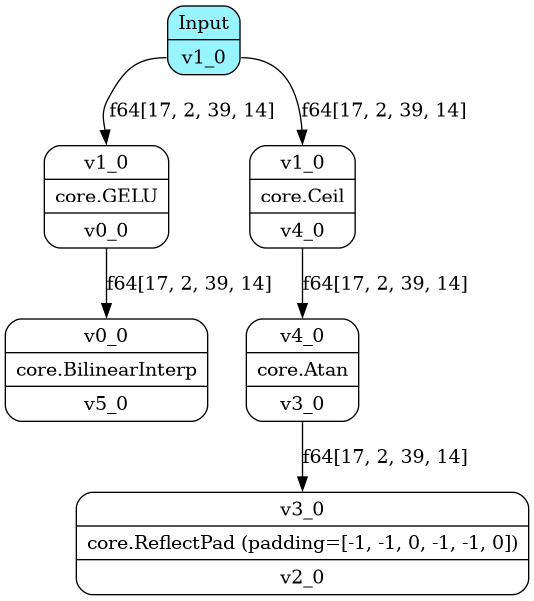 Input
v1_0
f64[17, 2, 39, 14]
f64[17, 2, 39, 14]
v1_0
core.GELU
v0_0
v1_0
core.Ceil
v4_0
f64[17, 2, 39, 14]
f64[17, 2, 39, 14]
v0_0
core.BilinearInterp
v5_0
v4_0
core.Atan
v3_0
f64[17, 2, 39, 14]
v3_0
core.ReflectPad (padding=[-1, -1, 0, -1, -1, 0])
v2_0